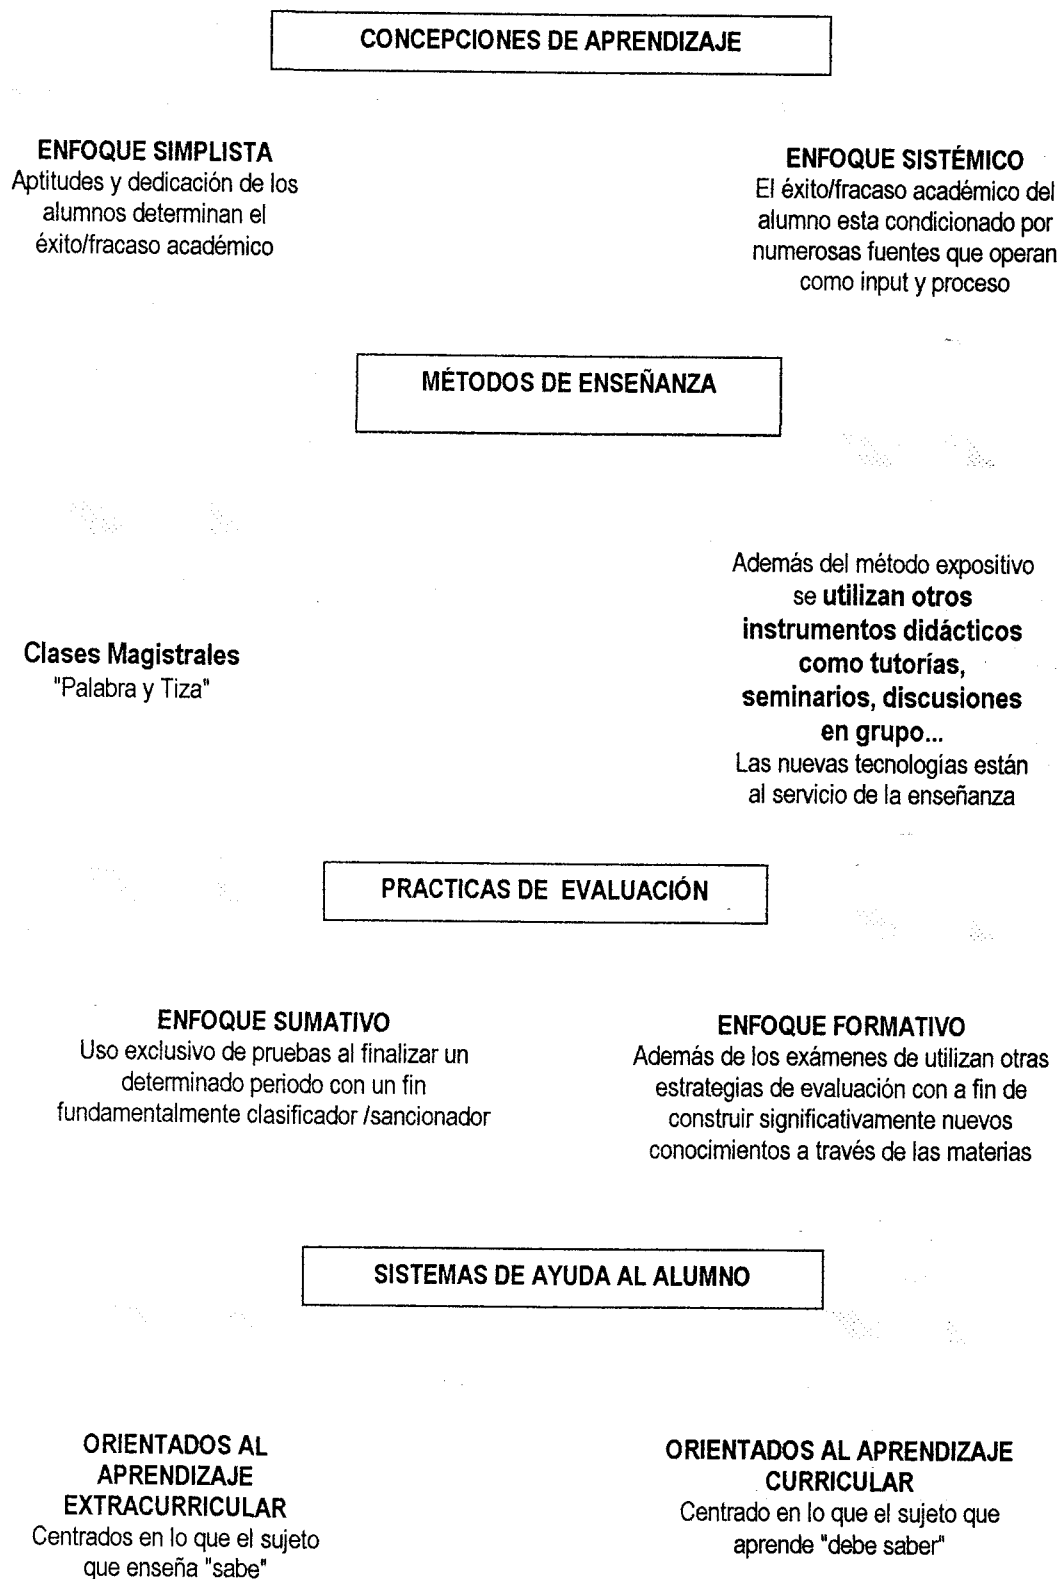 CONCEPCIONES DE APRENDIZAJE
ENFOQUE SIMPLISTA
Aptitudes y dedicación de los
alumnos determinan el
éxito/fracaso académico
ENFOQUE SISTÉMICO
El éxito/fracaso académico del
alumno esta condicionado por
numerosas fuentes que operan
como input y proceso
MÉTODOS DE ENSEÑANZA
Clases Magistrales
"Palabra y Tiza"
Además del método expositivo
se utilizan otros
instrumentos didácticos
como tutorías,
seminarios, discusiones
en grupo...
Las nuevas tecnologías están
al servicio de la enseñanza
PRACTICAS DE EVALUACIÓN
ENFOQUE SUMATIVO
Uso exclusivo de pruebas al finalizar un
determinado periodo con un fin
fundamentalmente clasificador /sancionador
ENFOQUE FORMATIVO
Además de los exámenes de utilizan otras
estrategias de evaluación con a fin de
construir significativamente nuevos
conocimientos a través de las materias
SISTEMAS DE AYUDA AL ALUMNO
ORIENTADOS AL
APRENDIZAJE
EXTRACURRICULAR
Centrados en lo que el sujeto
que enseña "sabe"
ORIENTADOS AL APRENDIZAJE
CURRICULAR
Centrado en lo que el sujeto que
aprende "debe saber"